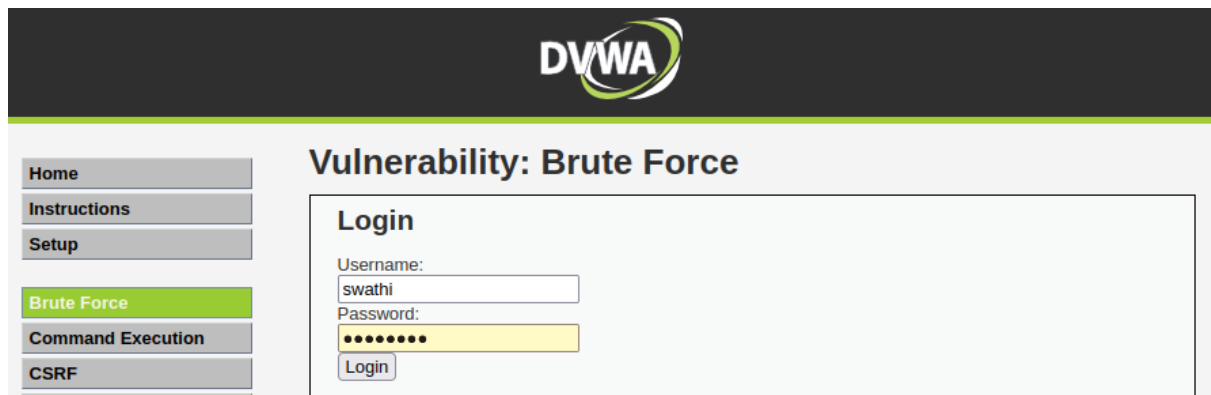 DVWA
Home
Instructions
Setup
Brute Force
Command Execution
CSRF
Vulnerability: Brute Force
Login
Username:
swathi
Password:
••••••••
Login